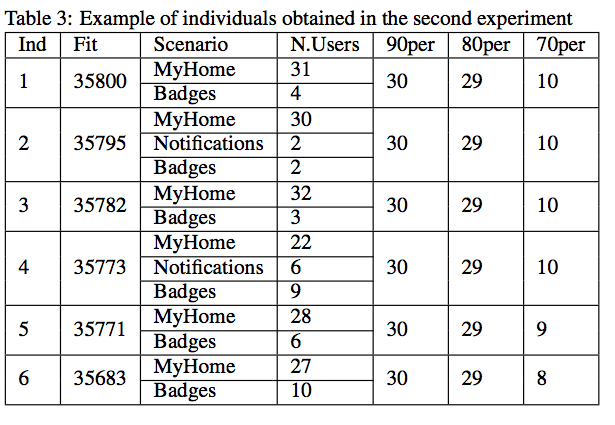 Table 3: Example of individuals obtained in the second experiment
Ind Fit Scenario N.Users 90per 80per 70per
1 35800 MyHome 31 30 29 10
Badges 4
2 35795 MyHome 30 30 29 10
Notifications 2
Badges 2
3 35782 MyHome 32 30 29 10
Badges 3
4 35773 MyHome 22 30 29 10
Notifications 6
Badges 9
5 35771 MyHome 28 30 29 9
Badges 6
6 35683 MyHome 27 30 29 8
Badges 10